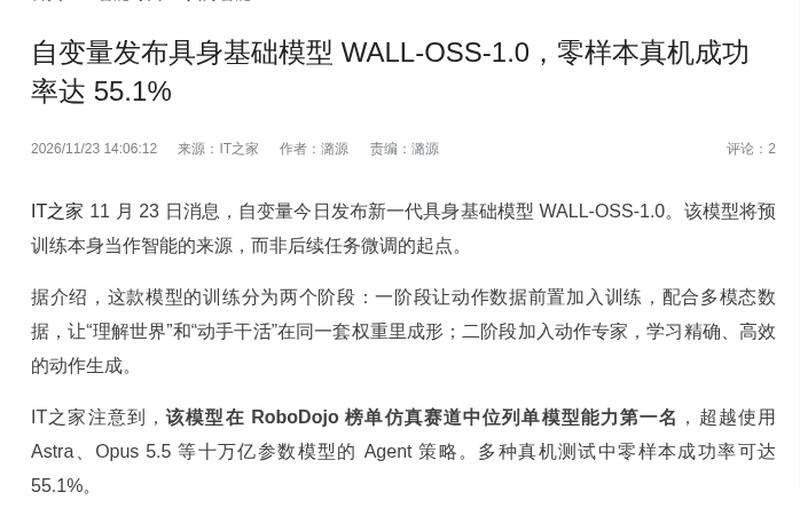 自变量发布具身基础模型 WALL-OSS-1.0，零样本真机成功
率达 55.1%
2026/11/23 14:06:12 来源：IT之家 作者：潞源 责编：潞源 评论：2
IT之家 11 月 23 日消息，自变量今日发布新一代具身基础模型 WALL-OSS-1.0。该模型将预
训练本身当作智能的来源，而非后续任务微调的起点。
据介绍，这款模型的训练分为两个阶段：一阶段让动作数据前置加入训练，配合多模态数
据，让“理解世界”和“动手干活”在同一套权重里成形；二阶段加入动作专家，学习精确、高效
的动作生成。
IT之家注意到，该模型在 RoboDojo 榜单仿真赛道中位列单模型能力第一名，超越使用
Astra、Opus 5.5 等十万亿参数模型的 Agent 策略。多种真机测试中零样本成功率可达
55.1%。